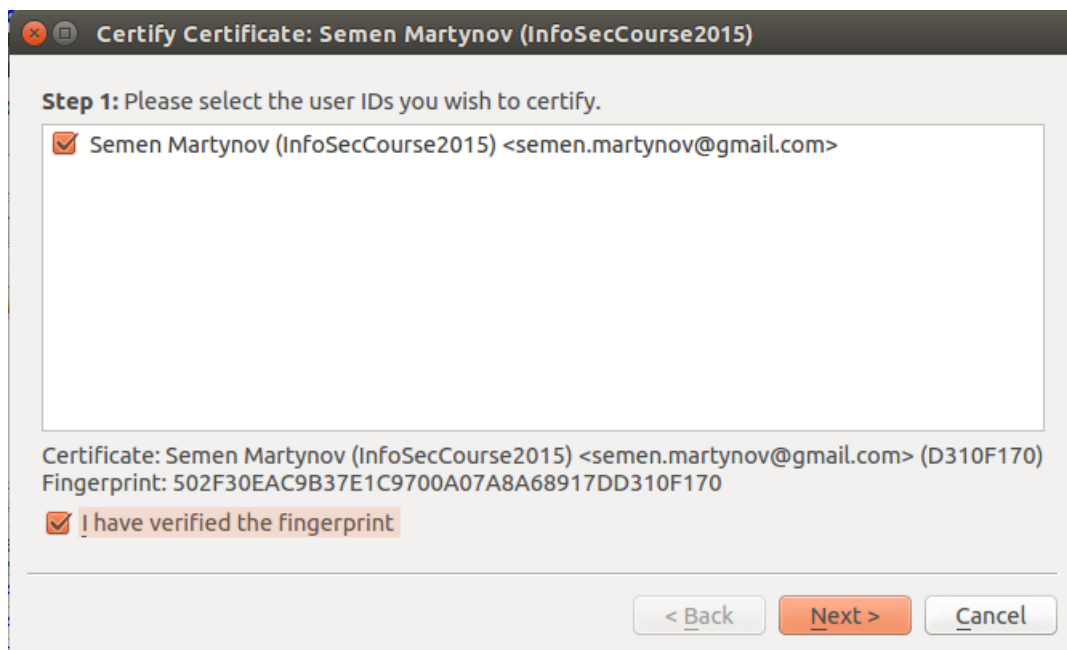 Certify Certificate: Semen Martynov (InfoSecCourse2015)
Step 1: Please select the user IDs you wish to certify.
Semen Martynov (InfoSecCourse2015) <semen.martynov@gmail.com>
Certificate: Semen Martynov (InfoSecCourse2015) <semen.martynov@gmail.com> (D310F170)
Fingerprint: 502F30EAC9B37E1C9700A07A8A68917DD310F170
I have verified the fingerprint
< Back Next > Cancel